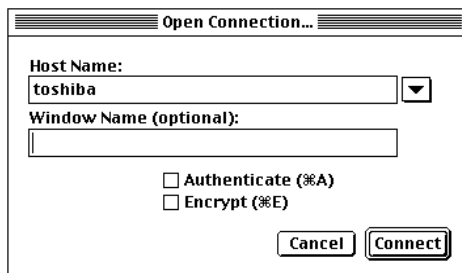 Open Connection...
Host Name:
toshiba
Window Name (optional):
Authenticate (⌘A)
Encrypt (⌘E)
Cancel Connect